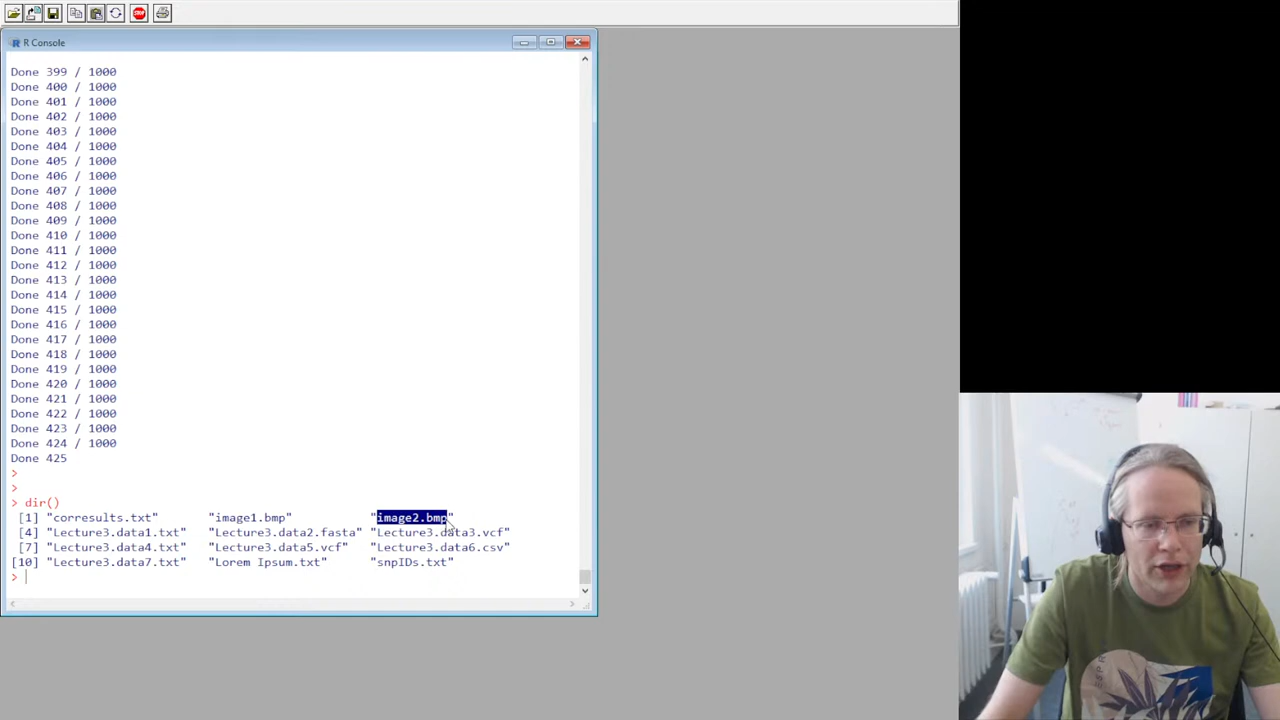 R Console
Done 399 / 1000
Done 400 / 1000
Done 401 / 1000
Done 402 / 1000
Done 403 / 1000
Done 404 / 1000
Done 405 / 1000
Done 406 / 1000
Done 407 / 1000
Done 408 / 1000
Done 409 / 1000
Done 410 / 1000
Done 411 / 1000
Done 412 / 1000
Done 413 / 1000
Done 414 / 1000
Done 415 / 1000
Done 416 / 1000
Done 417 / 1000
Done 418 / 1000
Done 419 / 1000
Done 420 / 1000
Done 421 / 1000
Done 422 / 1000
Done 423 / 1000
Done 424 / 1000
Done 425
>
>
> dir()
[1] "corresults.txt" "image1.bmp" "image2.bmp"
[4] "Lecture3.data1.txt" "Lecture3.data2.fasta" "Lecture3.data3.vcf"
[7] "Lecture3.data4.txt" "Lecture3.data5.vcf" "Lecture3.data6.csv"
[10] "Lecture3.data7.txt" "Lorem Ipsum.txt" "snpIDs.txt"
>
STOP